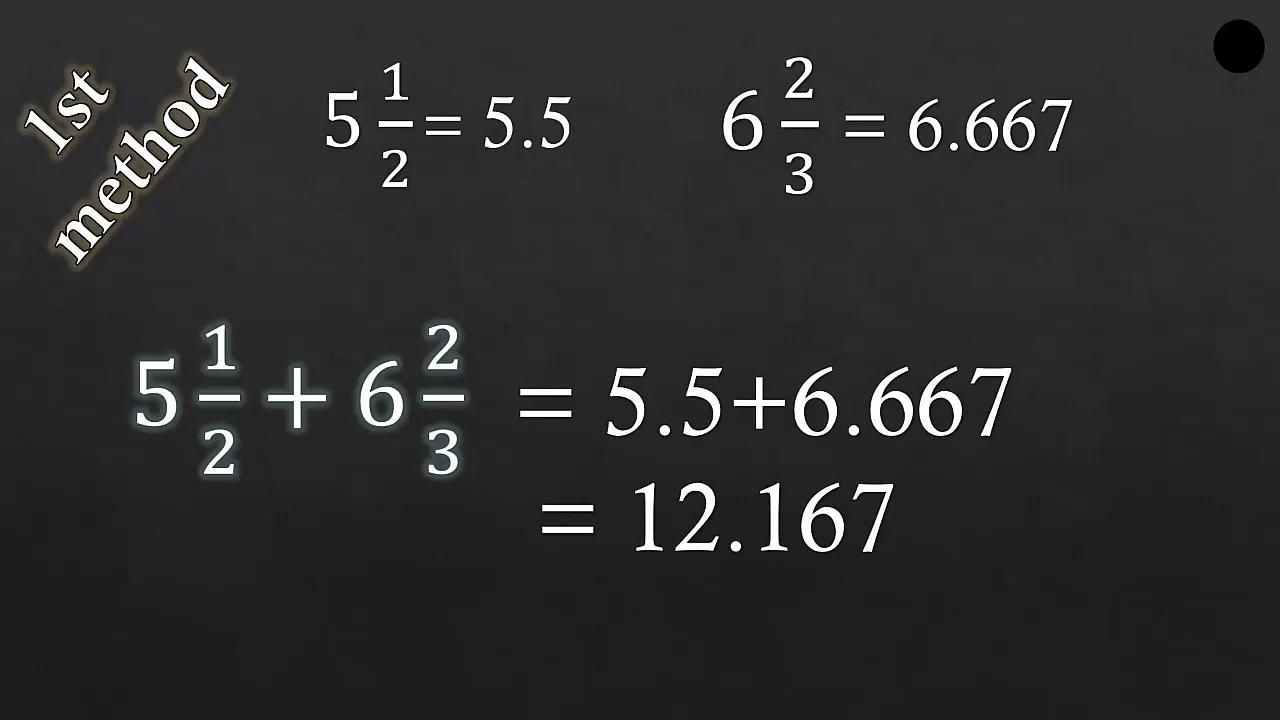 1st
method
5 1/2 = 5.5
6 2/3 = 6.667
5 1/2 + 6 2/3 = 5.5+6.667
= 12.167